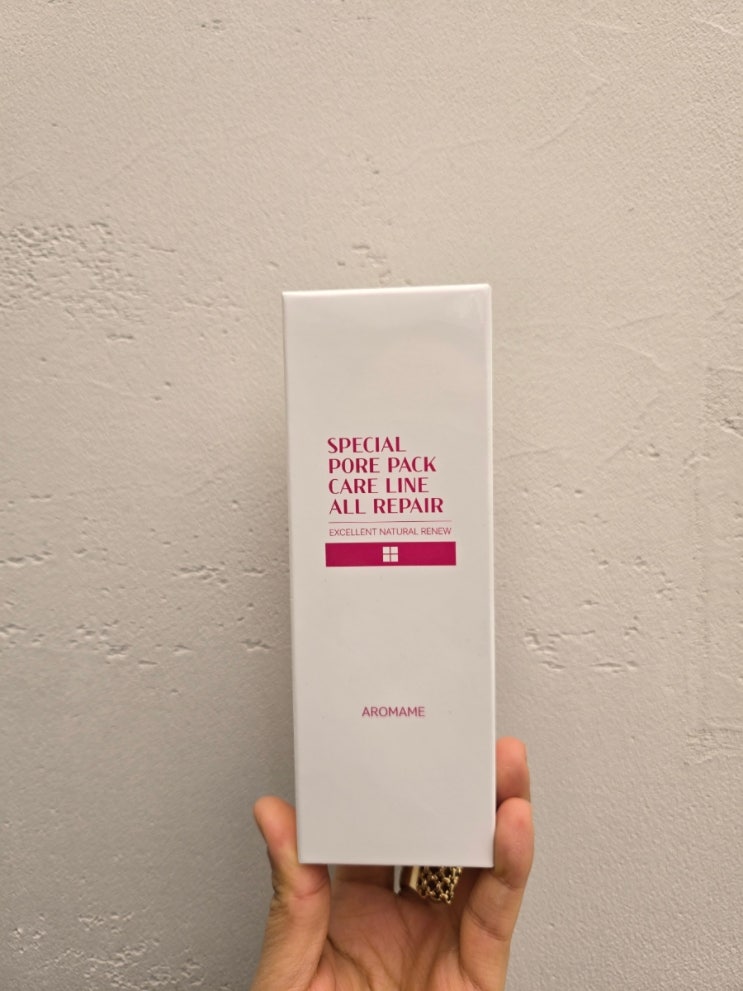 SPECIAL
PORE PACK
CARE LINE
ALL REPAIR
EXCELLENT NATURAL RENEW
AROMAME